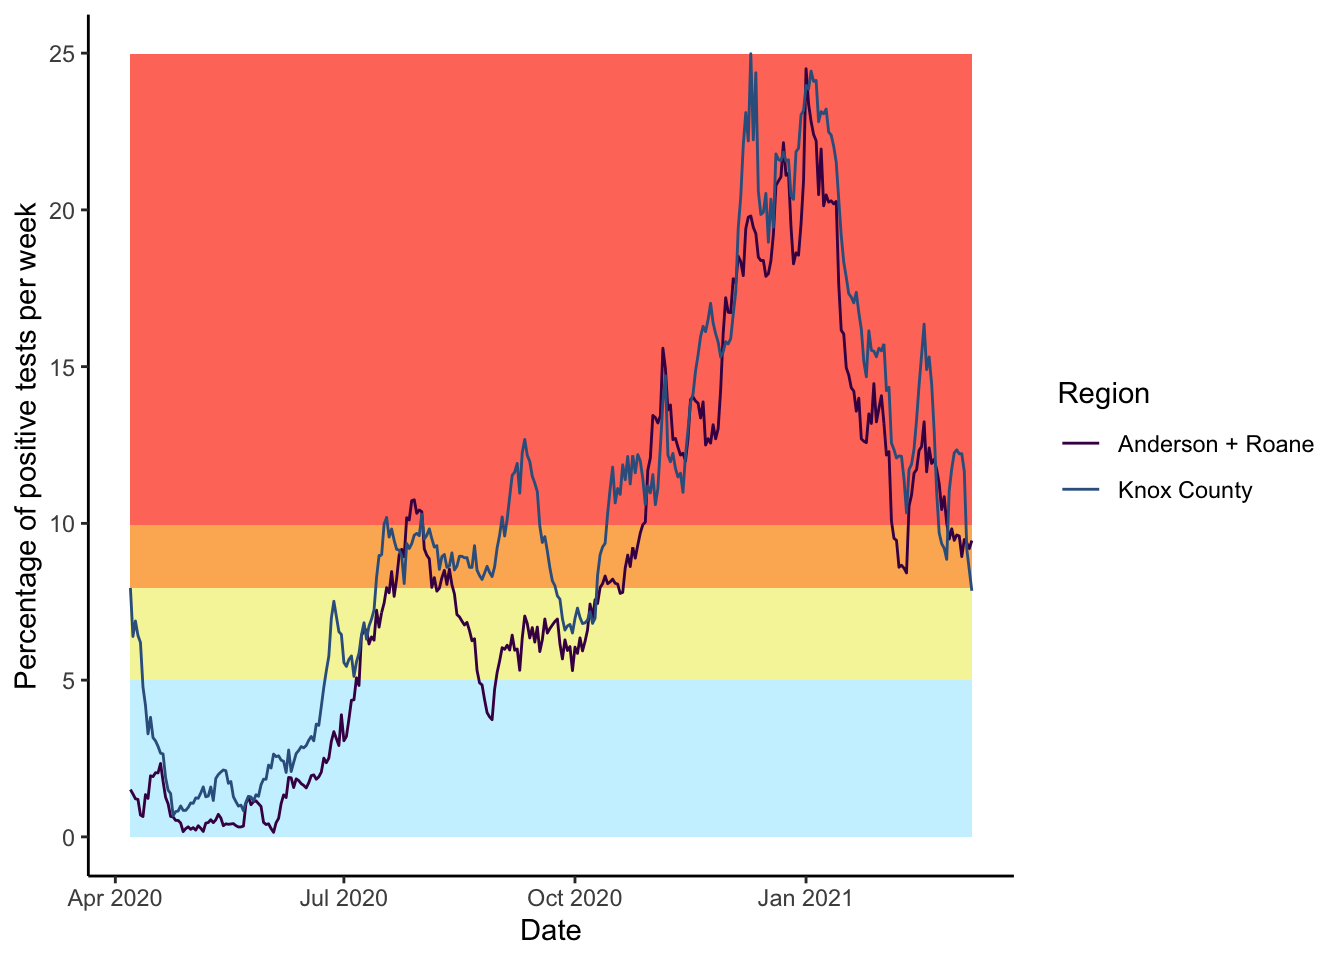 Percentage of positive tests per week
25
20
15
10
5
0
Apr 2020
Jul 2020
Oct 2020
Jan 2021
Date
Region
Anderson + Roane
Knox County